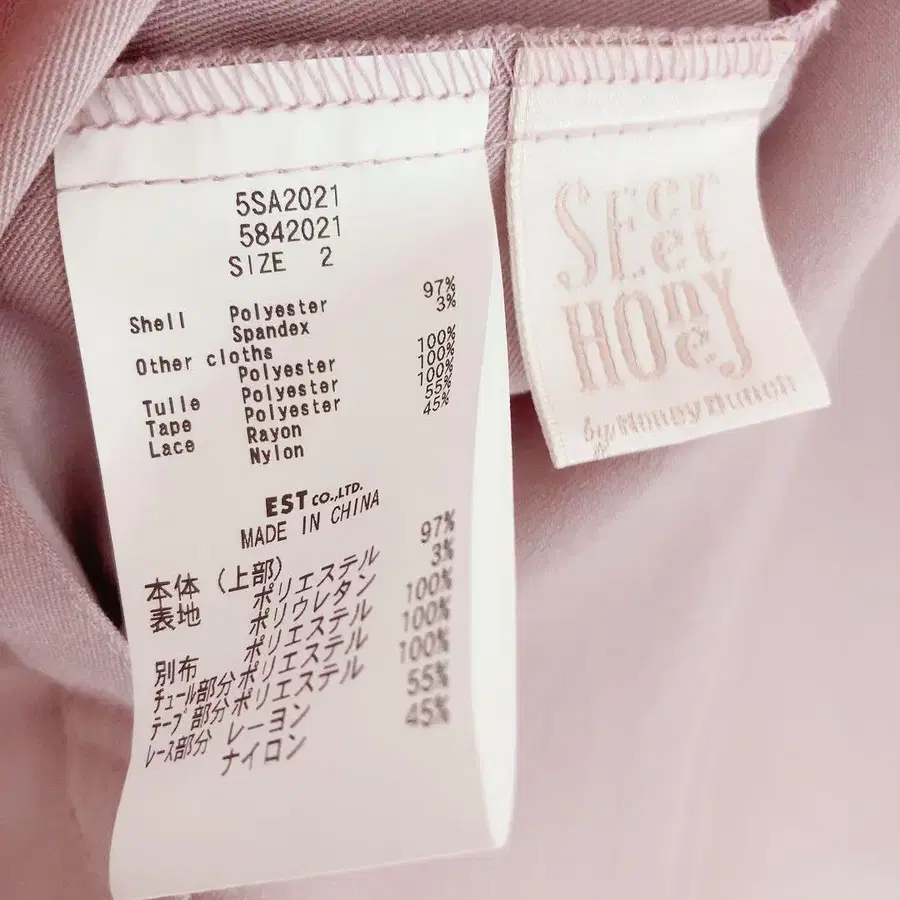 5SA2021
5842021
SIZE 2
Shell Polyester 97%
Spandex 3%
Other cloths
Polyester 100%
Tulle Polyester 100%
Tape Polyester 100%
Lace Rayon 55%
Nylon 45%
EST CO.,LTD.
MADE IN CHINA
本体(上部)
表地 ポリエステル 97%
ポリウレタン 3%
別布 ポリエステル 100%
チュール部分 ポリエステル 100%
テープ部分 ポリエステル 100%
レース部分 レーヨン 55%
ナイロン 45%
SEcret
HOneY
by Honey Bunch